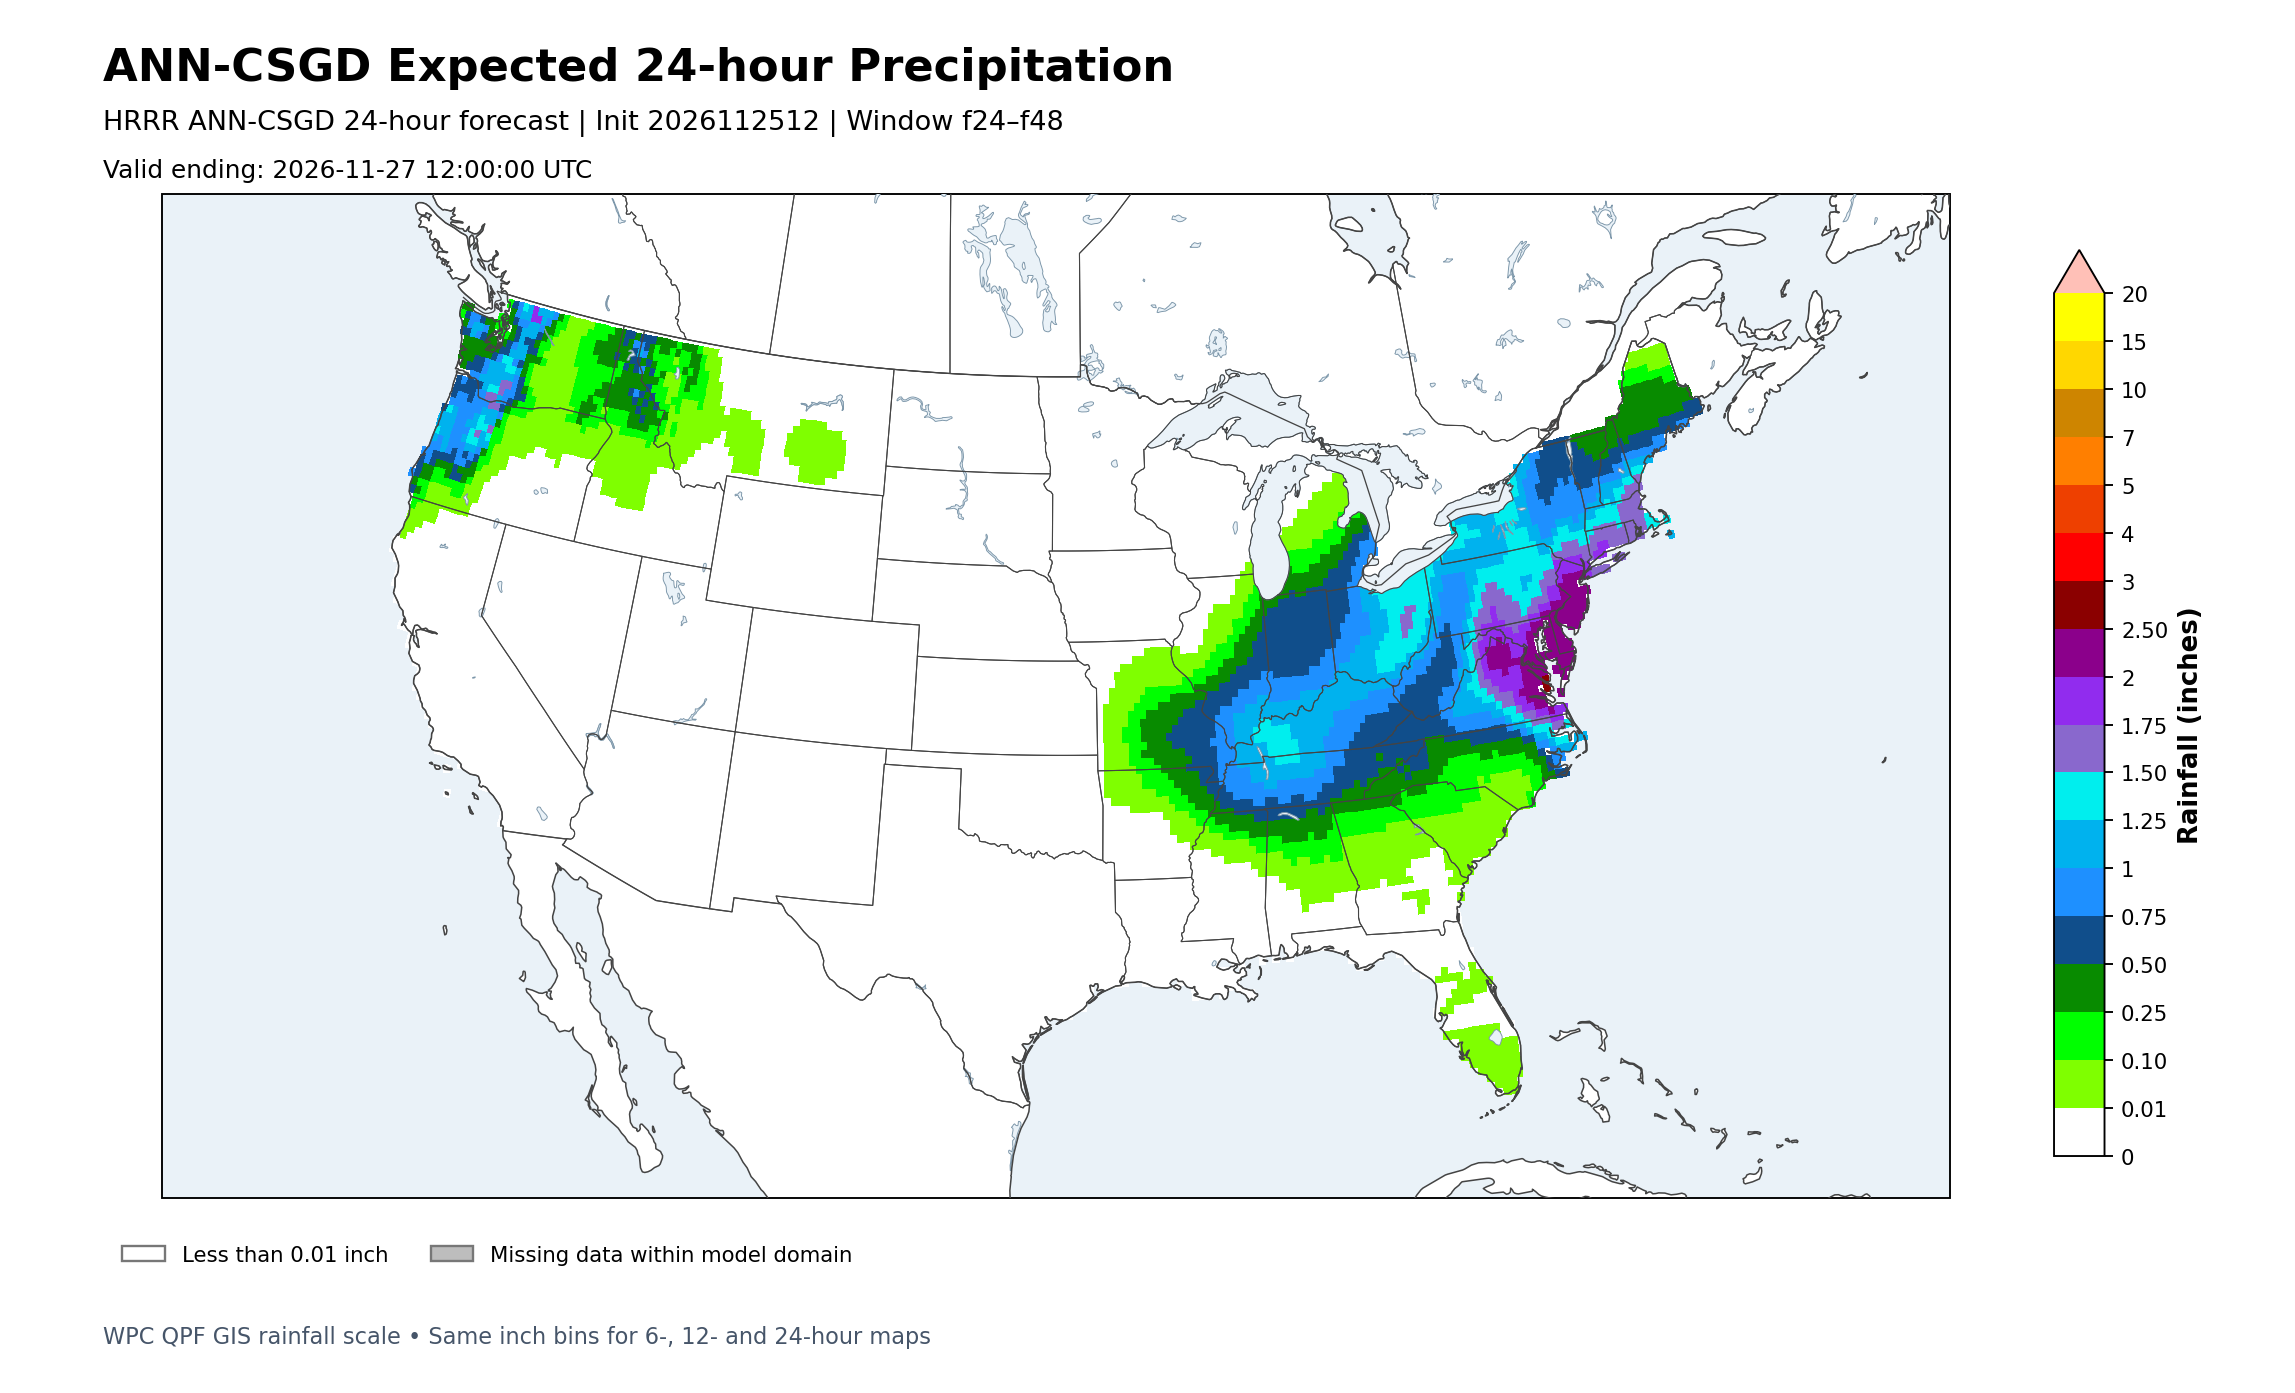 ANN-CSGD Expected 24-hour Precipitation
HRRR ANN-CSGD 24-hour forecast | Init 2026112512 | Window f24–f48
Valid ending: 2026-11-27 12:00:00 UTC
20
15
10
7
5
4
3
2.50
2
1.75
1.50
1.25
1
0.75
0.50
0.25
0.10
0.01
0
Rainfall (inches)
Less than 0.01 inch
Missing data within model domain
WPC QPF GIS rainfall scale • Same inch bins for 6-, 12- and 24-hour maps